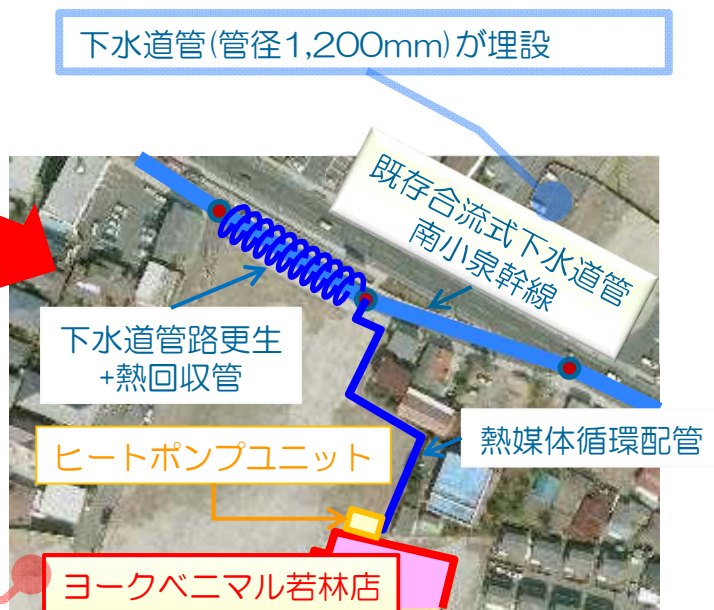 下水道管(管径1,200mm)が埋設
既存合流式下水道管
南小泉幹線
下水道管路更生
+熱回収管
熱媒体循環配管
ヒートポンプユニット
ヨークベニマル若林店